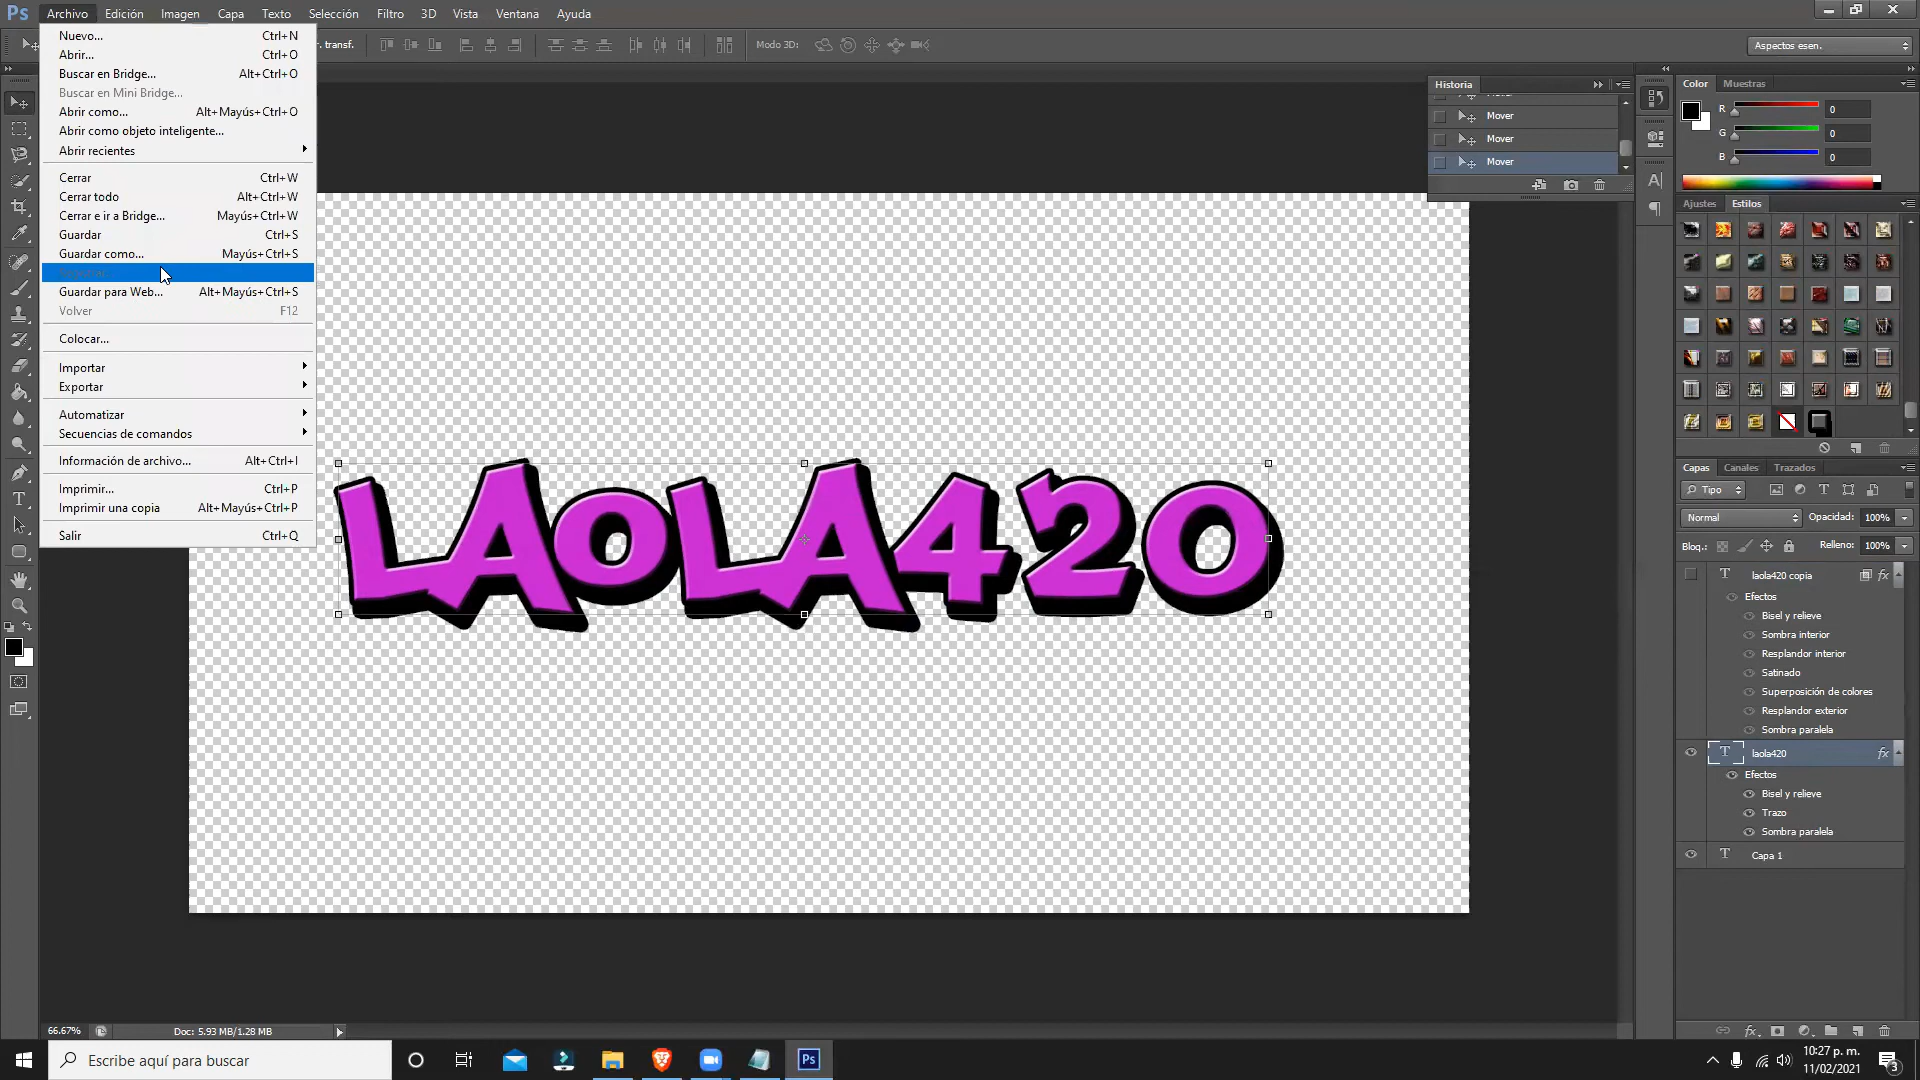 Ps Archivo Edición Imagen Capa Texto Selección Filtro 3D Vista Ventana Ayuda
r. transf. Modo 3D: Aspectos esen.
Nuevo... Ctrl+N
Abrir... Ctrl+O
Buscar en Bridge... Alt+Ctrl+O
Buscar en Mini Bridge...
Abrir como... Alt+Mayús+Ctrl+O
Abrir como objeto inteligente...
Abrir recientes
Cerrar Ctrl+W
Cerrar todo Alt+Ctrl+W
Cerrar e ir a Bridge... Mayús+Ctrl+W
Guardar Ctrl+S
Guardar como... Mayús+Ctrl+S
Guardar para Web... Alt+Mayús+Ctrl+S
Volver F12
Colocar...
Importar
Exportar
Automatizar
Secuencias de comandos
Información de archivo... Alt+Ctrl+I
Imprimir... Ctrl+P
Imprimir una copia Alt+Mayús+Ctrl+P
Salir Ctrl+Q
LAOLA420
Historia
Mover
Mover
Mover
Color Muestras
R 0
G 0
B 0
Ajustes Estilos
Capas Canales Trazados
Tipo
Normal Opacidad: 100%
Bloq.: Relleno: 100%
laola420 copia fx
Efectos
Bisel y relieve
Sombra interior
Resplandor interior
Satinado
Superposición de colores
Resplandor exterior
Sombra paralela
laola420 fx
Efectos
Bisel y relieve
Trazo
Sombra paralela
Capa 1
66.67% Doc: 5.93 MB/1.28 MB
Escribe aquí para buscar
Ps
10:27 p. m.
11/02/2021
3